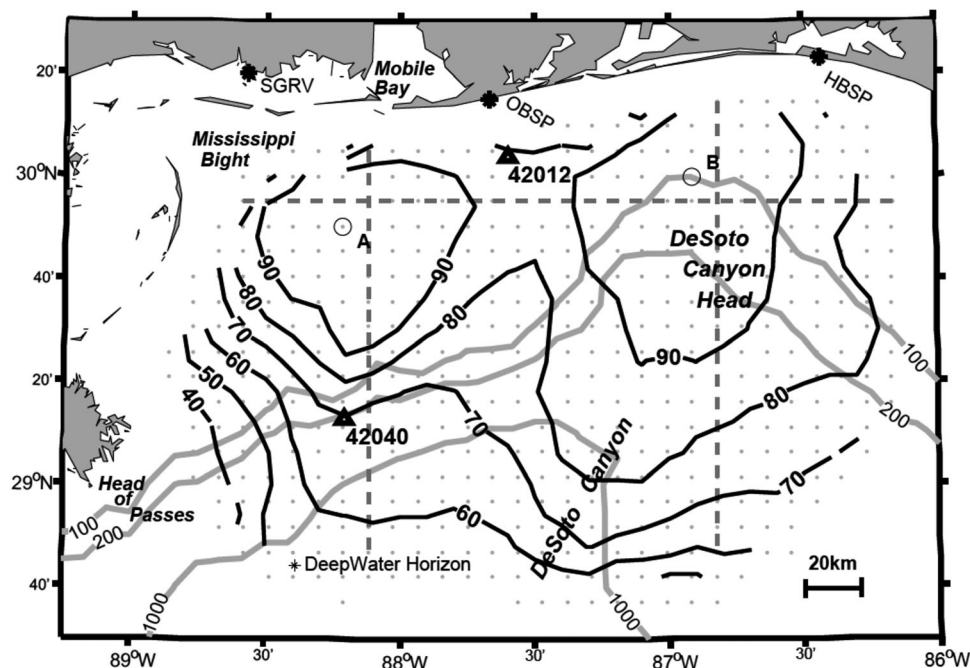 20'
SGRV
Mobile
Bay
OBSP
HBSP
Mississippi
Bight
30°N
42012
B
A
DeSoto
Canyon
Head
40'
90
90
80
80
70
90
100
60
50
40
20'
70
80
200
42040
Canyon
DeSoto
29°N
Head
of
Passes
70
60
100
200
DeepWater Horizon
20km
40'
1000
1000
89°W
30'
88°W
30'
87°W
30'
86°W